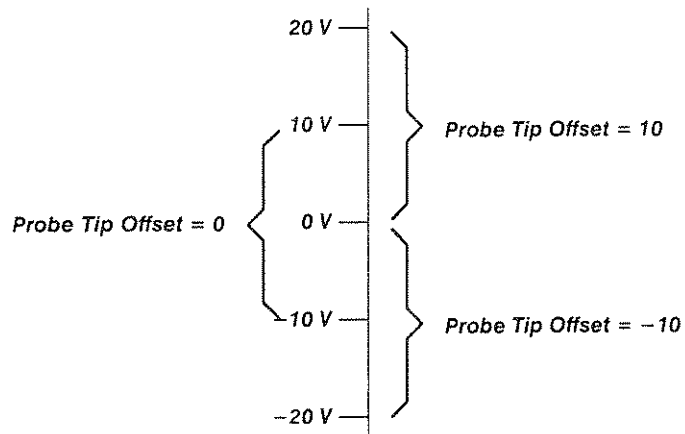 20 V
10 V
Probe Tip Offset = 10
Probe Tip Offset = 0
0 V
−10 V
Probe Tip Offset = −10
−20 V